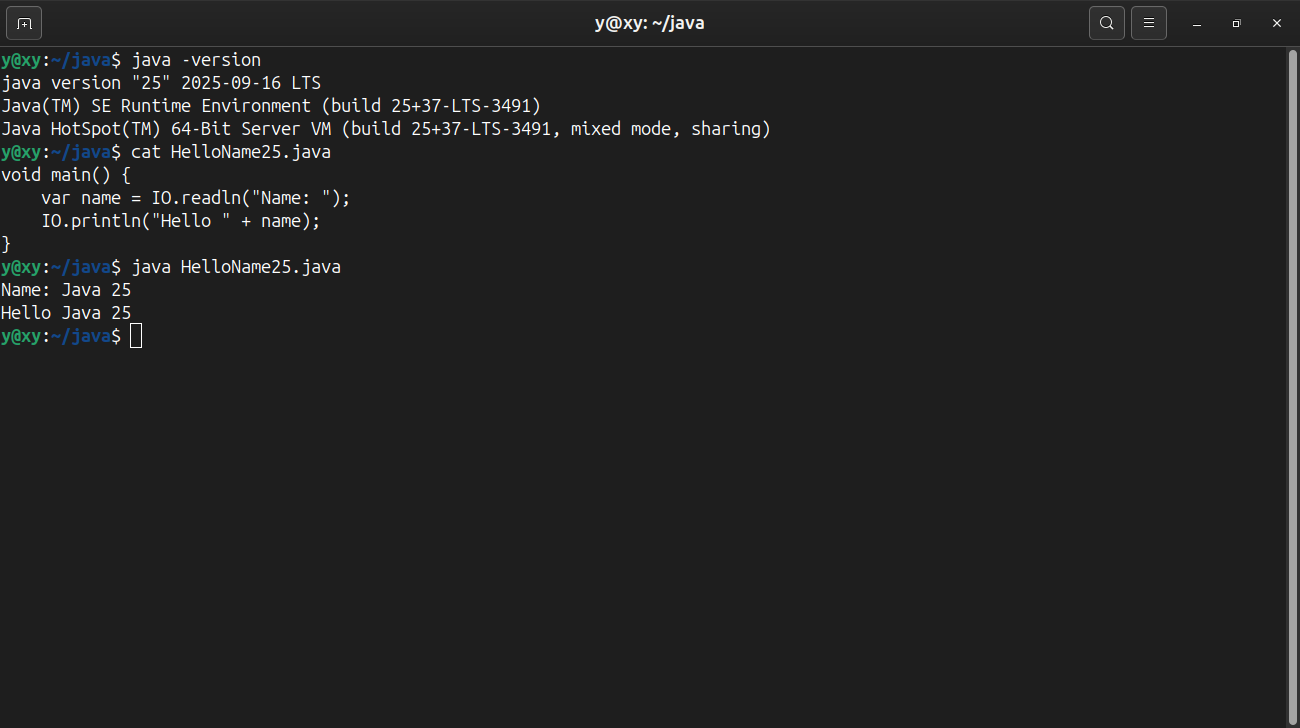 y@xy: ~/java
y@xy:~/java$ java -version
java version "25" 2025-09-16 LTS
Java(TM) SE Runtime Environment (build 25+37-LTS-3491)
Java HotSpot(TM) 64-Bit Server VM (build 25+37-LTS-3491, mixed mode, sharing)
y@xy:~/java$ cat HelloName25.java
void main() {
    var name = IO.readln("Name: ");
    IO.println("Hello " + name);
}
y@xy:~/java$ java HelloName25.java
Name: Java 25
Hello Java 25
y@xy:~/java$